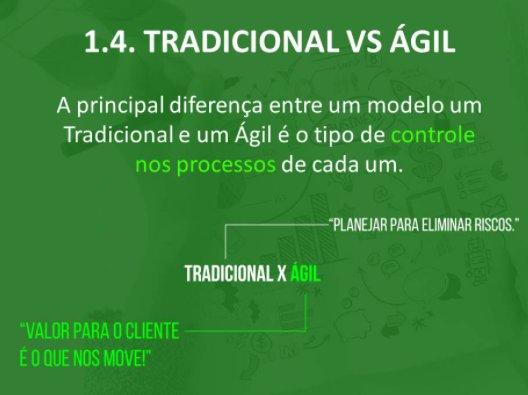 1.4. TRADICIONAL VS ÁGIL
A principal diferença entre um modelo um
Tradicional e um Ágil é o tipo de controle
nos processos de cada um.
“PLANEJAR PARA ELIMINAR RISCOS.”
TRADICIONAL X ÁGIL
“VALOR PARA O CLIENTE
É O QUE NOS MOVE!”